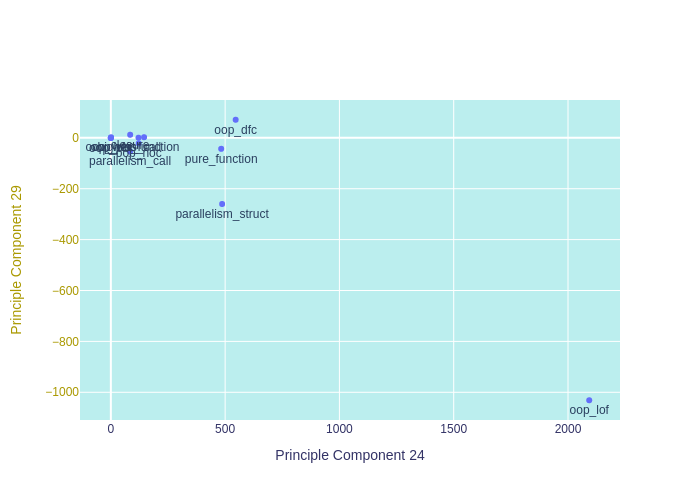 oop_dfc
pure_function
parallelism_call
parallelism_struct
oop_lof
0
−200
−400
−600
−800
−1000
0
500
1000
1500
2000
Principle Component 24
Principle Component 29